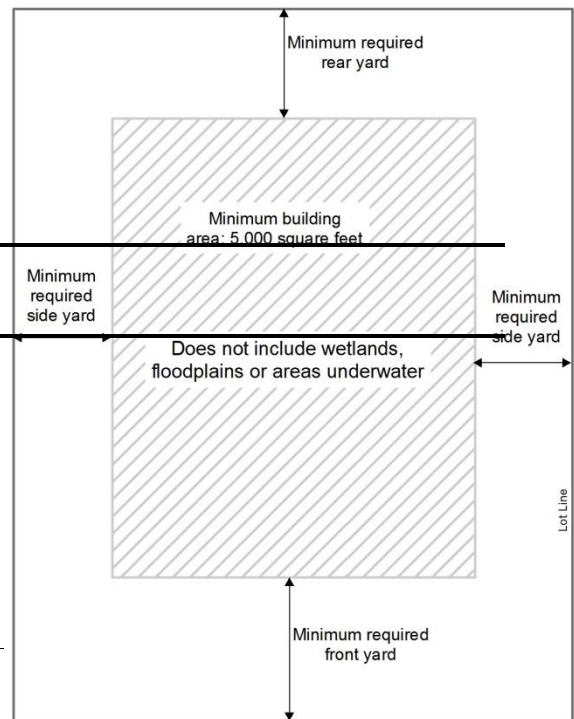 Minimum required
rear yard
Minimum building
area: 5,000 square feet
Minimum
required
side yard
Minimum
required
side yard
Does not include wetlands,
floodplains or areas underwater
Lot Line
Minimum required
front yard